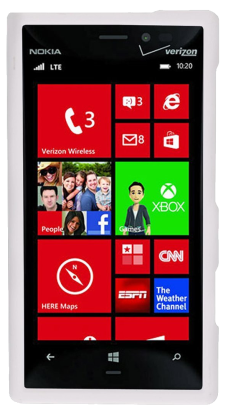 NOKIA
verizon
LTE
10:20
3
3
8
Verizon Wireless
XBOX
People
Games
CNN
HERE Maps
N
ESPN
The
Weather
Channel